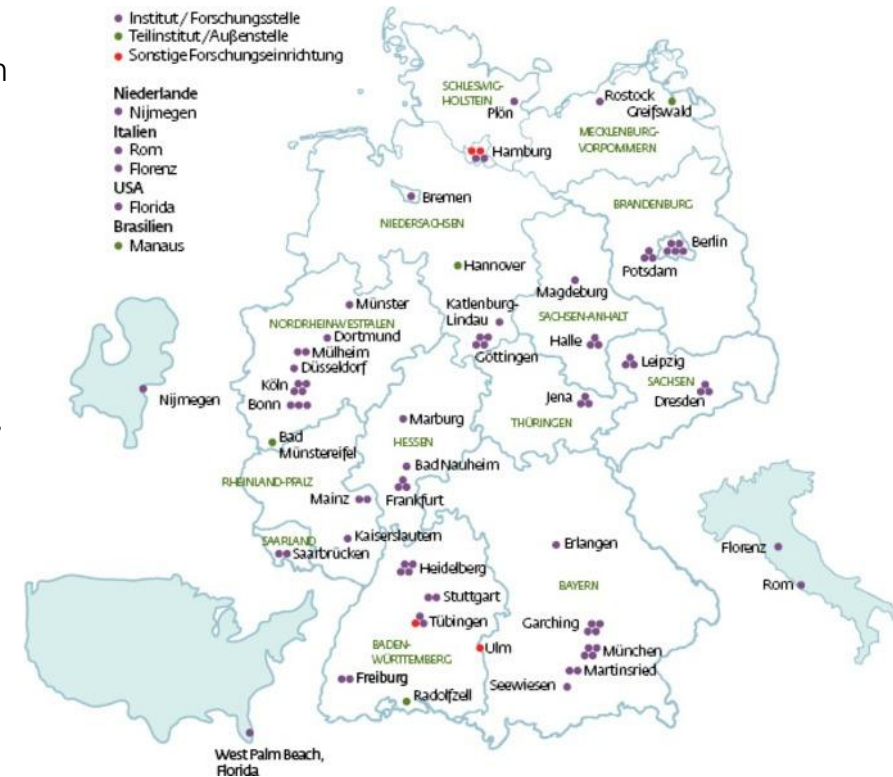 Institut/Forschungsstelle
Teilinstitut/Außenstelle
Sonstige Forschungseinrichtung
n
Niederlande
Nijmegen
Italien
Rom
Florenz
USA
Florida
Brasilien
Manaus
SCHLESWIG-
HOLSTEIN
Plön
Rostock
Greifswald
MECKLENBURG-
VORPOMMERN
Hamburg
Bremen
NIEDERSACHSEN
BRANDENBURG
Berlin
Potsdam
Hannover
Magdeburg
Münster
Katlenburg-
Lindau
SACHSEN-ANHALT
NORDRHEIN-WESTFALEN
Dortmund
Mülheim
Düsseldorf
Köln
Bonn
Halle
Göttingen
Leipzig
SACHSEN
Dresden
Jena
THÜRINGEN
Nijmegen
Marburg
HESSEN
Bad
Münstereifel
Bad Nauheim
RHEINLAND-PFALZ
Mainz
Frankfurt
SAARLAND
Kaiserslautern
Saarbrücken
Erlangen
Florenz
Rom
Heidelberg
BAYERN
Stuttgart
Tübingen
Garching
BADEN-
WÜRTTEMBERG
Ulm
München
Martinsried
Freiburg
Seewiesen
Radolfzell
West Palm Beach,
Florida